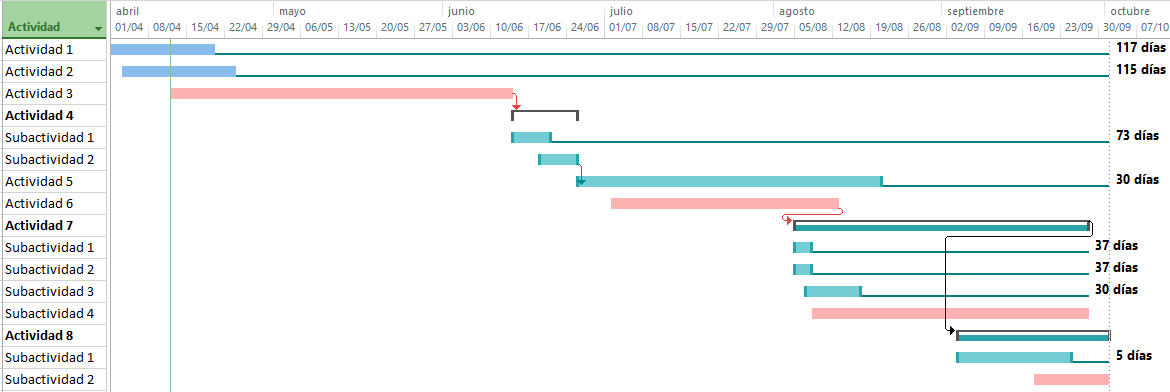 abril mayo junio julio agosto septiembre octubre
Actividad 01/04 08/04 15/04 22/04 29/04 06/05 13/05 20/05 27/05 03/06 10/06 17/06 24/06 01/07 08/07 15/07 22/07 29/07 05/08 12/08 19/08 26/08 02/09 09/09 16/09 23/09 30/09 07/10
Actividad 1 117 días
Actividad 2 115 días
Actividad 3
Actividad 4
Subactividad 1 73 días
Subactividad 2
Actividad 5 30 días
Actividad 6
Actividad 7
Subactividad 1 37 días
Subactividad 2 37 días
Subactividad 3 30 días
Subactividad 4
Actividad 8
Subactividad 1 5 días
Subactividad 2